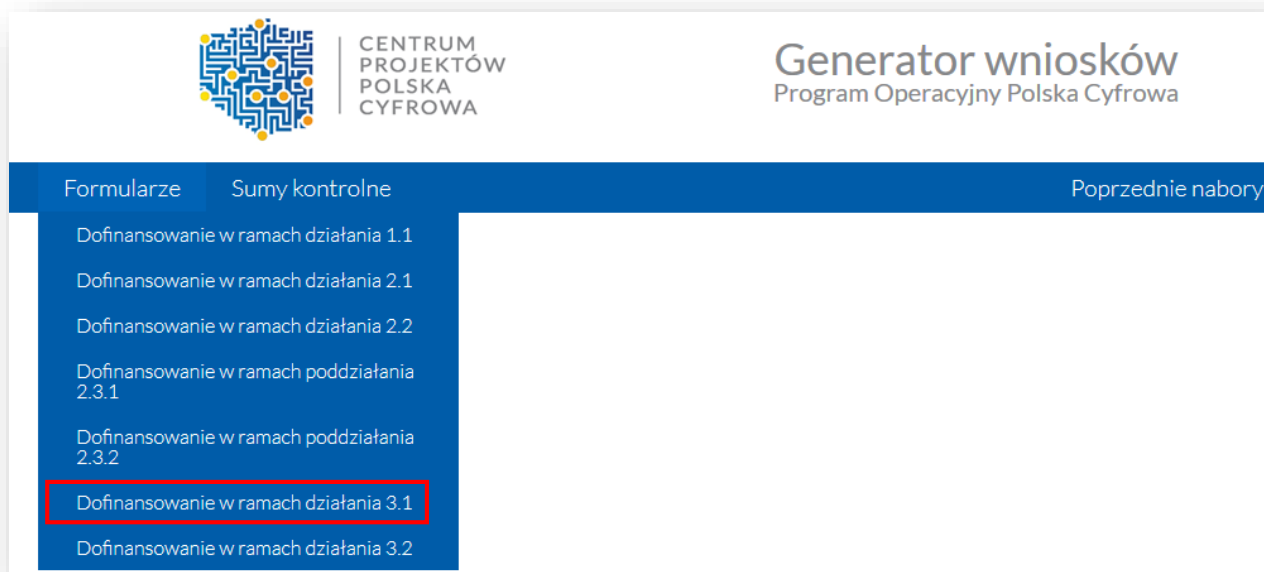 CENTRUM
PROJEKTÓW
POLSKA
CYFROWA
Generator wniosków
Program Operacyjny Polska Cyfrowa
Formularze
Sumy kontrolne
Poprzednie nabory
Dofinansowanie w ramach działania 1.1
Dofinansowanie w ramach działania 2.1
Dofinansowanie w ramach działania 2.2
Dofinansowanie w ramach poddziałania
2.3.1
Dofinansowanie w ramach poddziałania
2.3.2
Dofinansowanie w ramach działania 3.1
Dofinansowanie w ramach działania 3.2